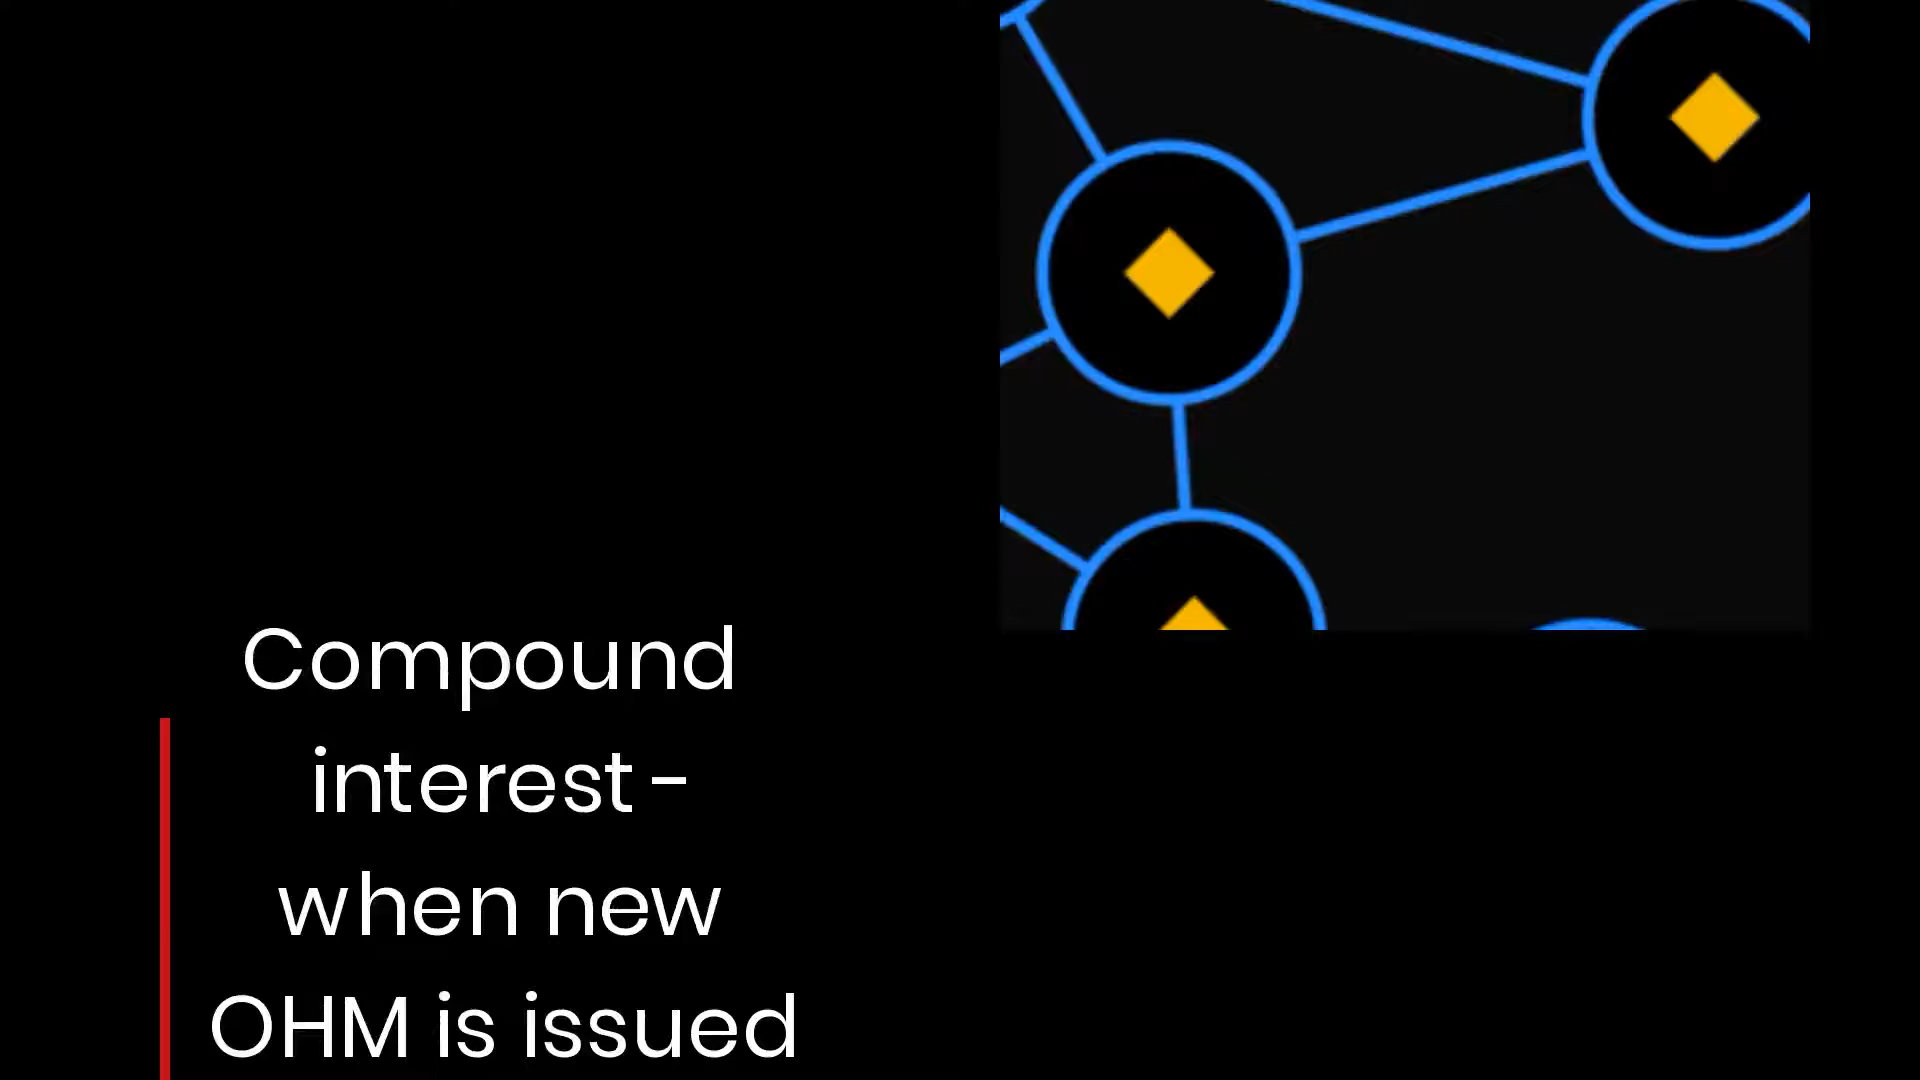 Compound
interest -
when new
OHM is issued